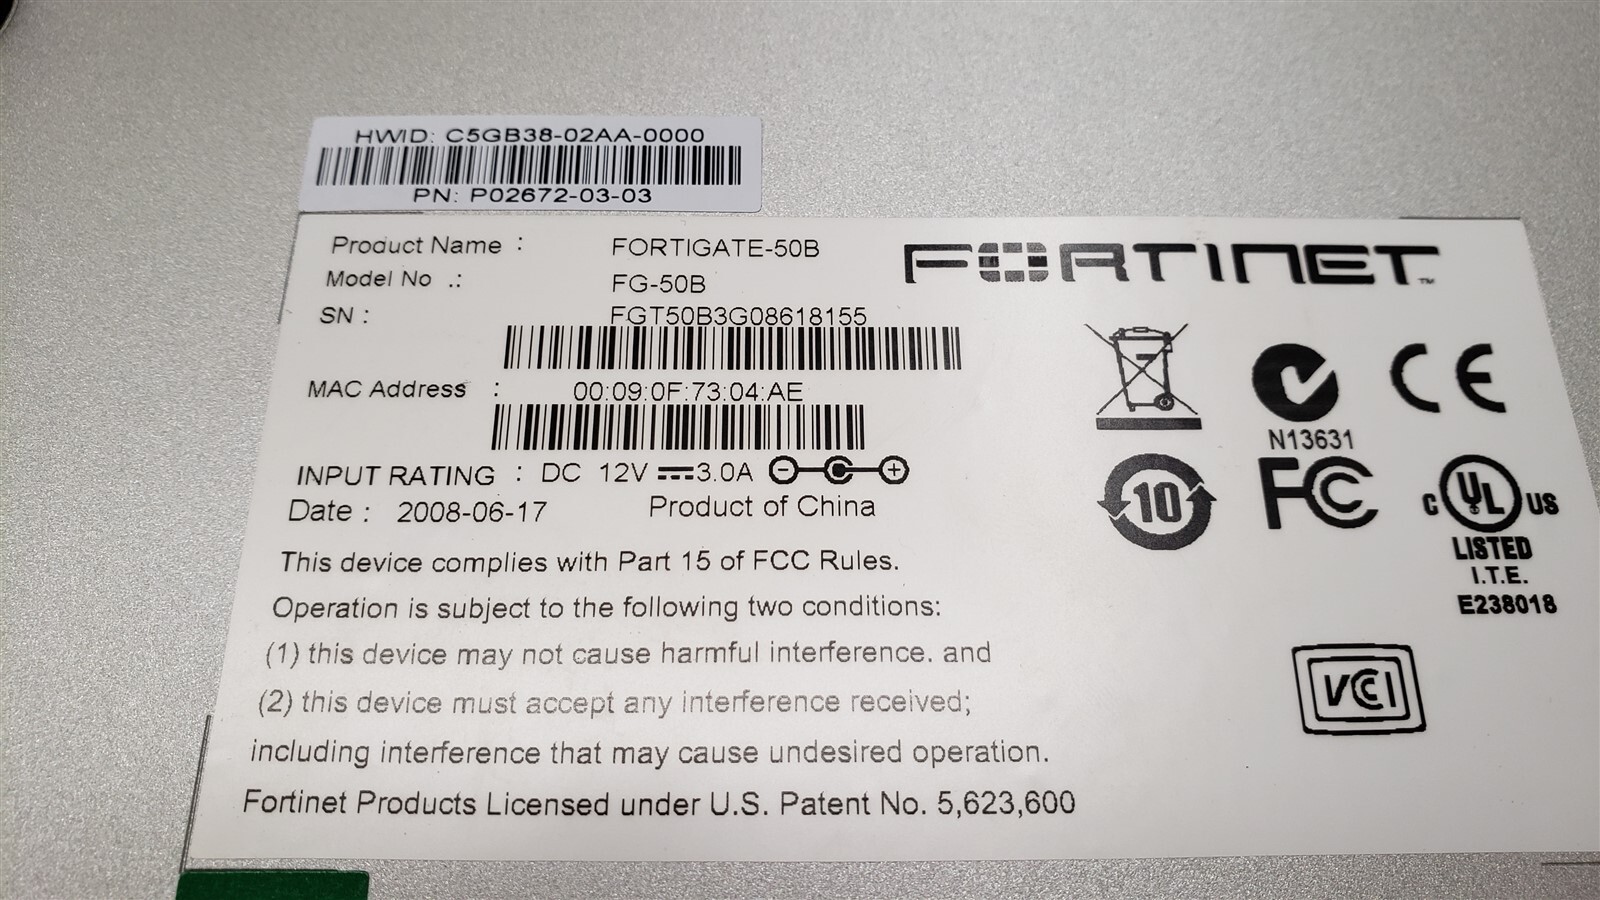 HWID: C5GB38-02AA-0000
PN: P02672-03-03
Product Name : FORTIGATE-50B
FORTINET™
Model No .: FG-50B
SN : FGT50B3G08618155
MAC Address : 00:09:0F:73:04:AE
N13631
CE
INPUT RATING : DC 12V 3.0A
Date : 2008-06-17 Product of China
10
FC
C UL US
LISTED
I.T.E.
E238018
This device complies with Part 15 of FCC Rules.
Operation is subject to the following two conditions:
(1) this device may not cause harmful interference. and
(2) this device must accept any interference received;
including interference that may cause undesired operation.
VCI
Fortinet Products Licensed under U.S. Patent No. 5,623,600